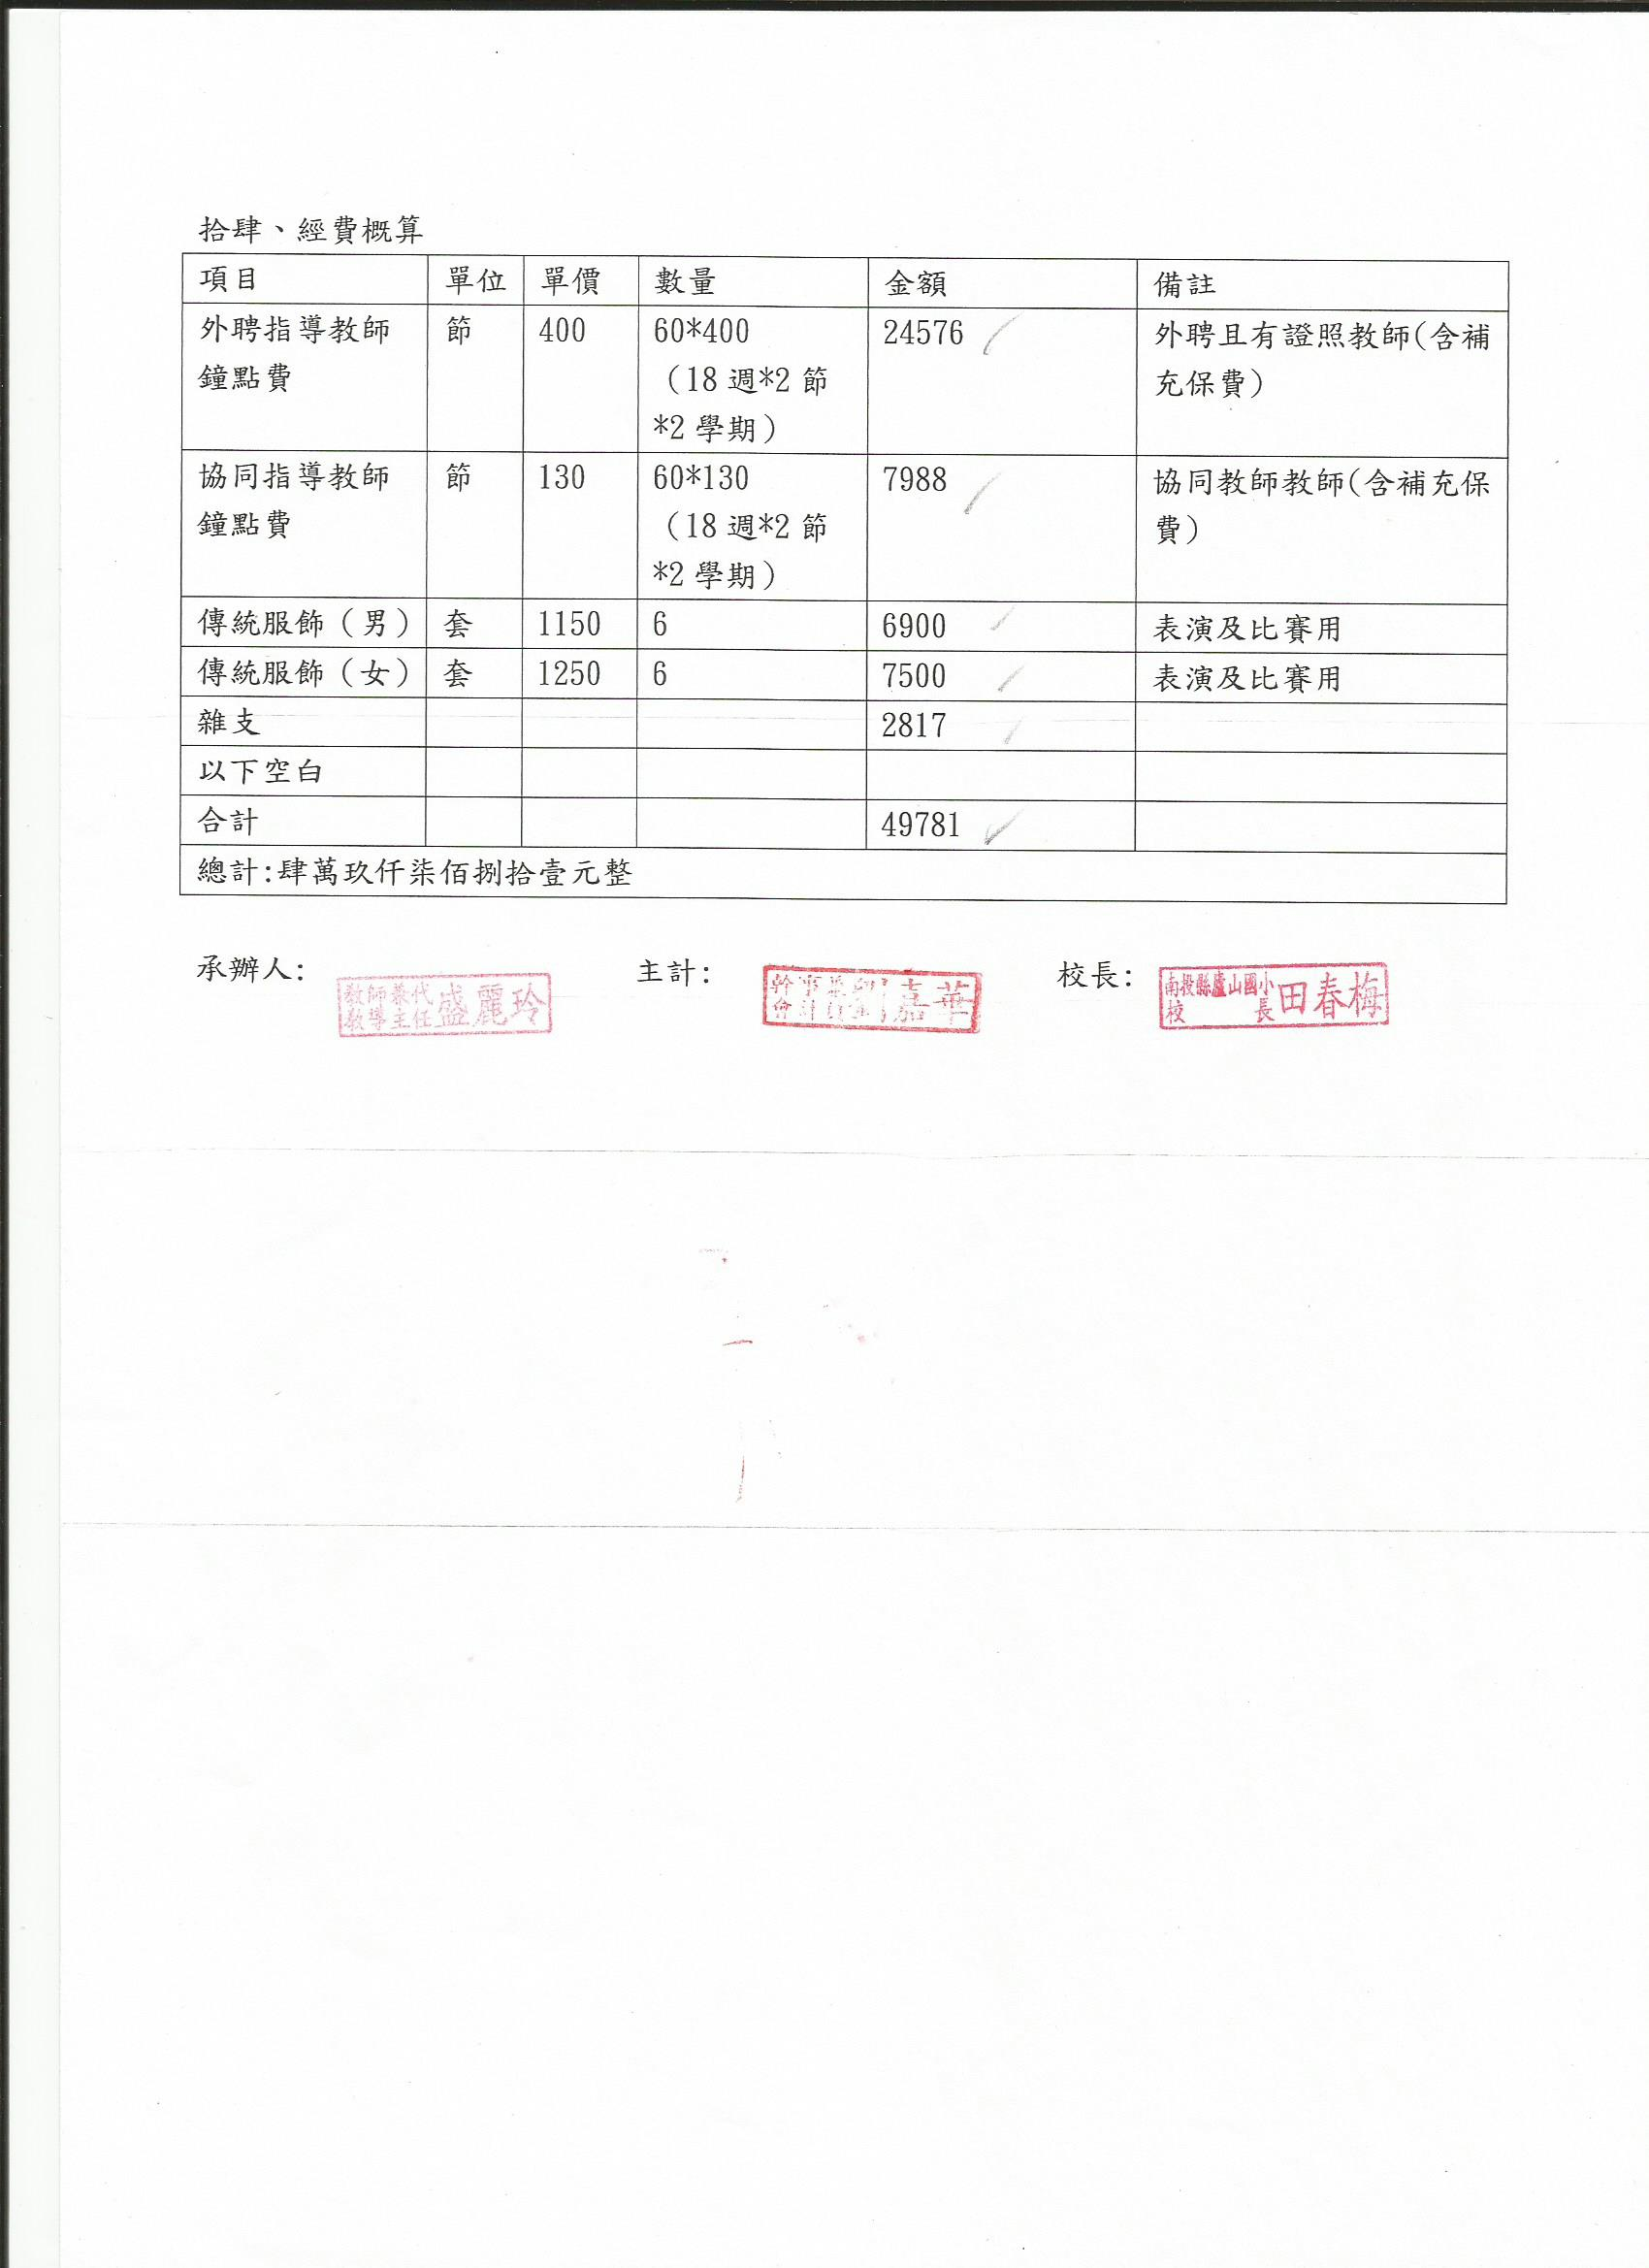 拾肆、經費概算
項目 單位 單價 數量 金額 備註
外聘指導教師 節 400 60*400 24576 外聘且有證照教師(含補
鐘點費 （18 週*2 節 充保費)
*2 學期）
協同指導教師 節 130 60*130 7988 協同教師教師(含補充保
鐘點費 （18 週*2 節 費)
*2 學期）
傳統服飾（男） 套 1150 6 6900 表演及比賽用
傳統服飾（女） 套 1250 6 7500 表演及比賽用
雜支 2817
以下空白
合計 49781
總計:肆萬玖仟柒佰捌拾壹元整
承辦人: 主計: 校長:
教師兼代
教導主任 盛麗玲
幹事兼
會計 嘉華
南投縣廬山國小
校長 田春梅